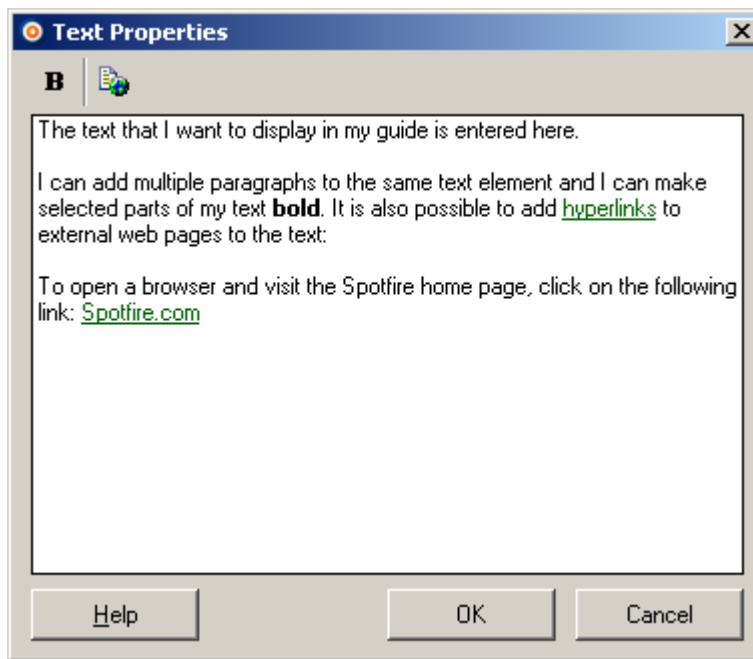 Text Properties
B
The text that I want to display in my guide is entered here.
I can add multiple paragraphs to the same text element and I can make
selected parts of my text bold. It is also possible to add hyperlinks to
external web pages to the text:
To open a browser and visit the Spotfire home page, click on the following
link: Spotfire.com
Help
OK
Cancel